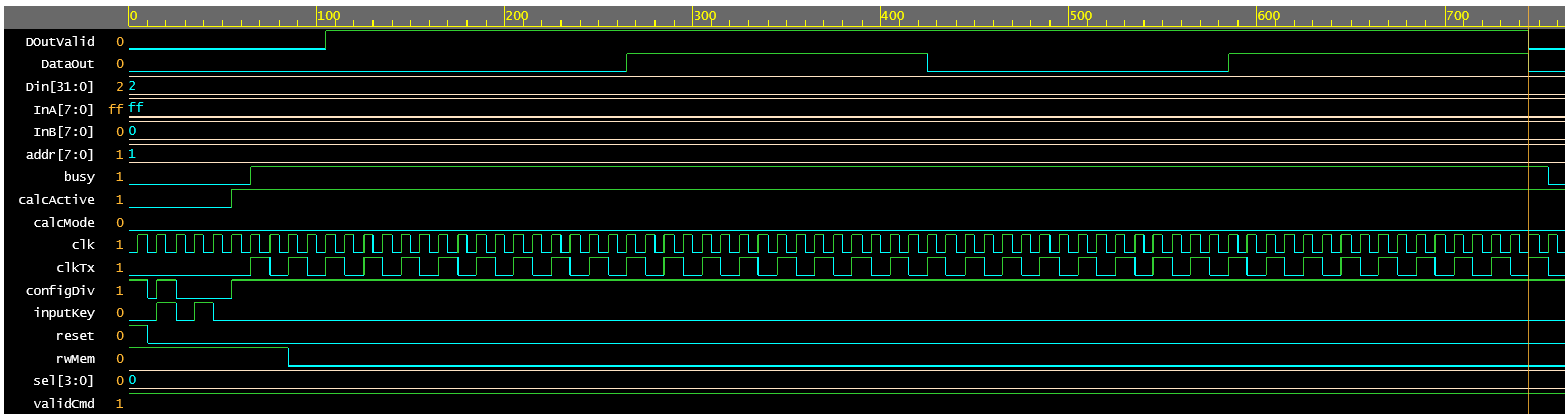 0 100 200 300 400 500 600 700
DOutValid 0
DataOut 0
Din[31:0] 2 2
InA[7:0] ff ff
InB[7:0] 0 0
addr[7:0] 1 1
busy 1
calcActive 1
calcMode 0
clk 1
clkTx 1
configDiv 1
inputKey 0
reset 0
rwMem 0
sel[3:0] 0 0
validCmd 1